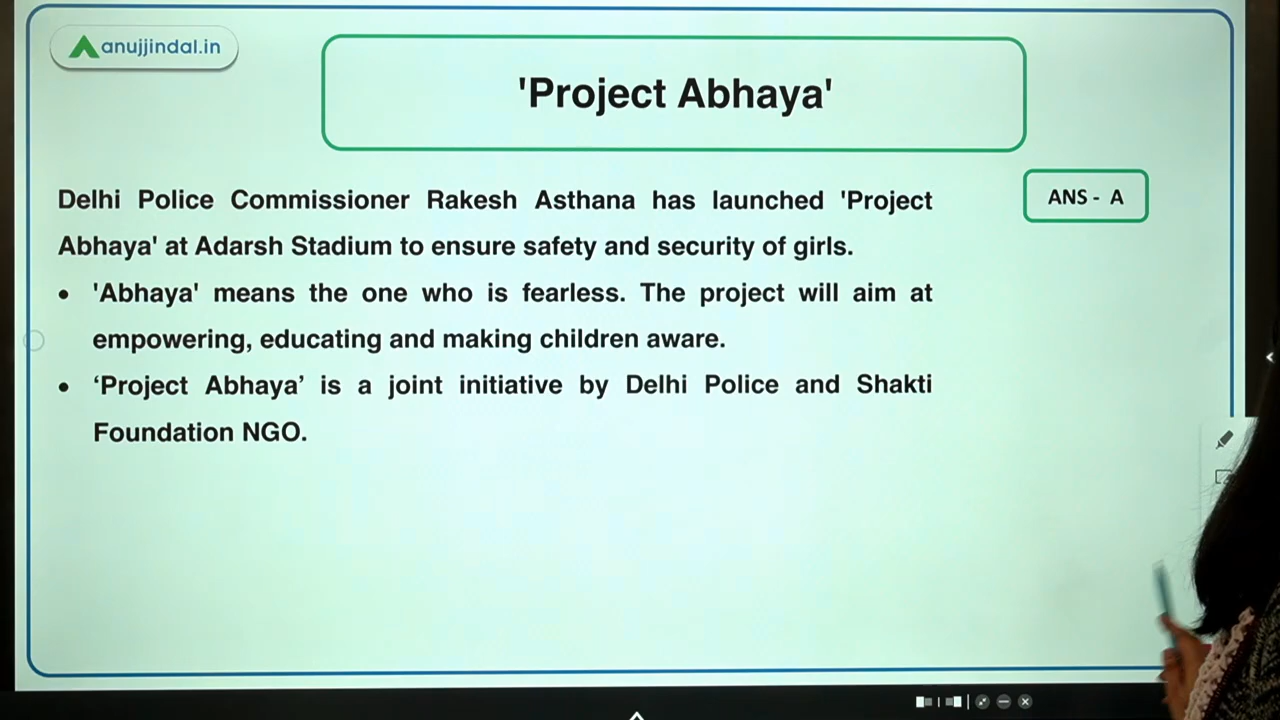 anujjindal.in
'Project Abhaya'
Delhi Police Commissioner Rakesh Asthana has launched 'Project
Abhaya' at Adarsh Stadium to ensure safety and security of girls.
ANS - A
• 'Abhaya' means the one who is fearless. The project will aim at
empowering, educating and making children aware.
• ‘Project Abhaya’ is a joint initiative by Delhi Police and Shakti
Foundation NGO.